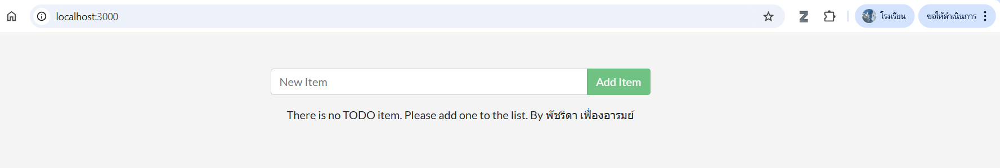 localhost:3000
โรงเรียน
ขอให้ดำเนินการ
New Item
Add Item
There is no TODO item. Please add one to the list. By พัชริดา เฟื่องอารมย์